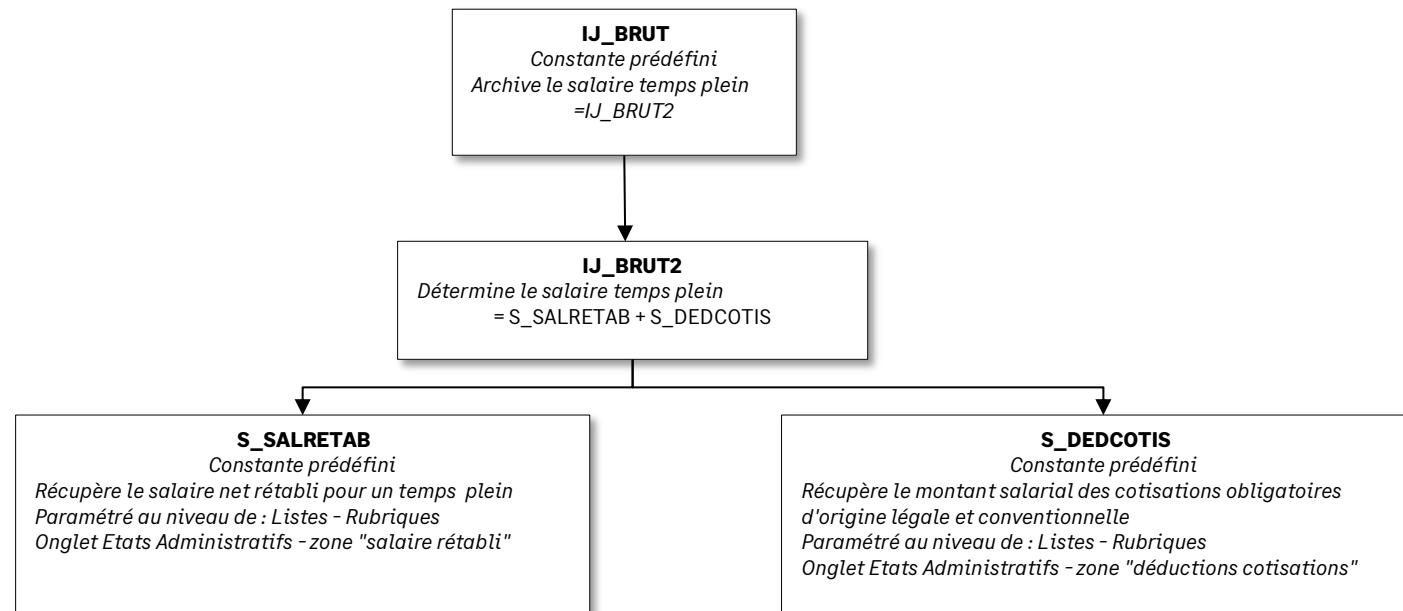 IJ_BRUT
Constante prédéfini
Archive le salaire temps plein
=IJ_BRUT2
IJ_BRUT2
Détermine le salaire temps plein
= S_SALRETAB + S_DEDCOTIS
S_SALRETAB
Constante prédéfini
Récupère le salaire net rétabli pour un temps plein
Paramétré au niveau de : Listes - Rubriques
Onglet Etats Administratifs - zone "salaire rétabli"
S_DEDCOTIS
Constante prédéfini
Récupère le montant salarial des cotisations obligatoires
d'origine légale et conventionnelle
Paramétré au niveau de : Listes - Rubriques
Onglet Etats Administratifs - zone "déductions cotisations"